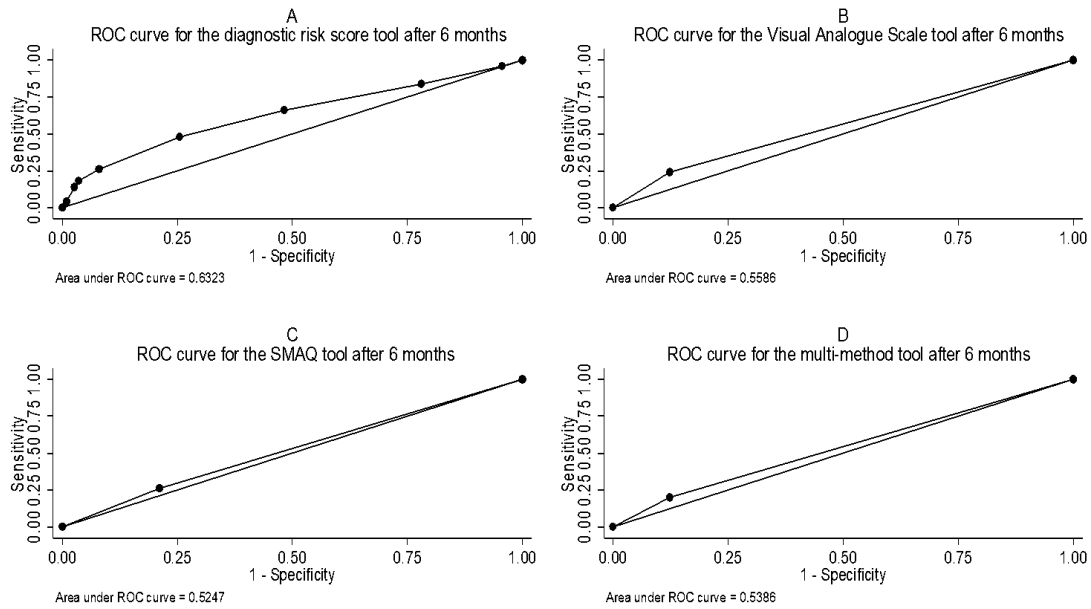 A
ROC curve for the diagnostic risk score tool after 6 months
Sensitivity
0.00 0.25 0.50 0.75 1.00
0.00 0.25 0.50 0.75 1.00
1 - Specificity
Area under ROC curve = 0.6323
B
ROC curve for the Visual Analogue Scale tool after 6 months
Sensitivity
0.00 0.25 0.50 0.75 1.00
0.00 0.25 0.50 0.75 1.00
1 - Specificity
Area under ROC curve = 0.5586
C
ROC curve for the SMAQ tool after 6 months
Sensitivity
0.00 0.25 0.50 0.75 1.00
0.00 0.25 0.50 0.75 1.00
1 - Specificity
Area under ROC curve = 0.5247
D
ROC curve for the multi-method tool after 6 months
Sensitivity
0.00 0.25 0.50 0.75 1.00
0.00 0.25 0.50 0.75 1.00
1 - Specificity
Area under ROC curve = 0.5386